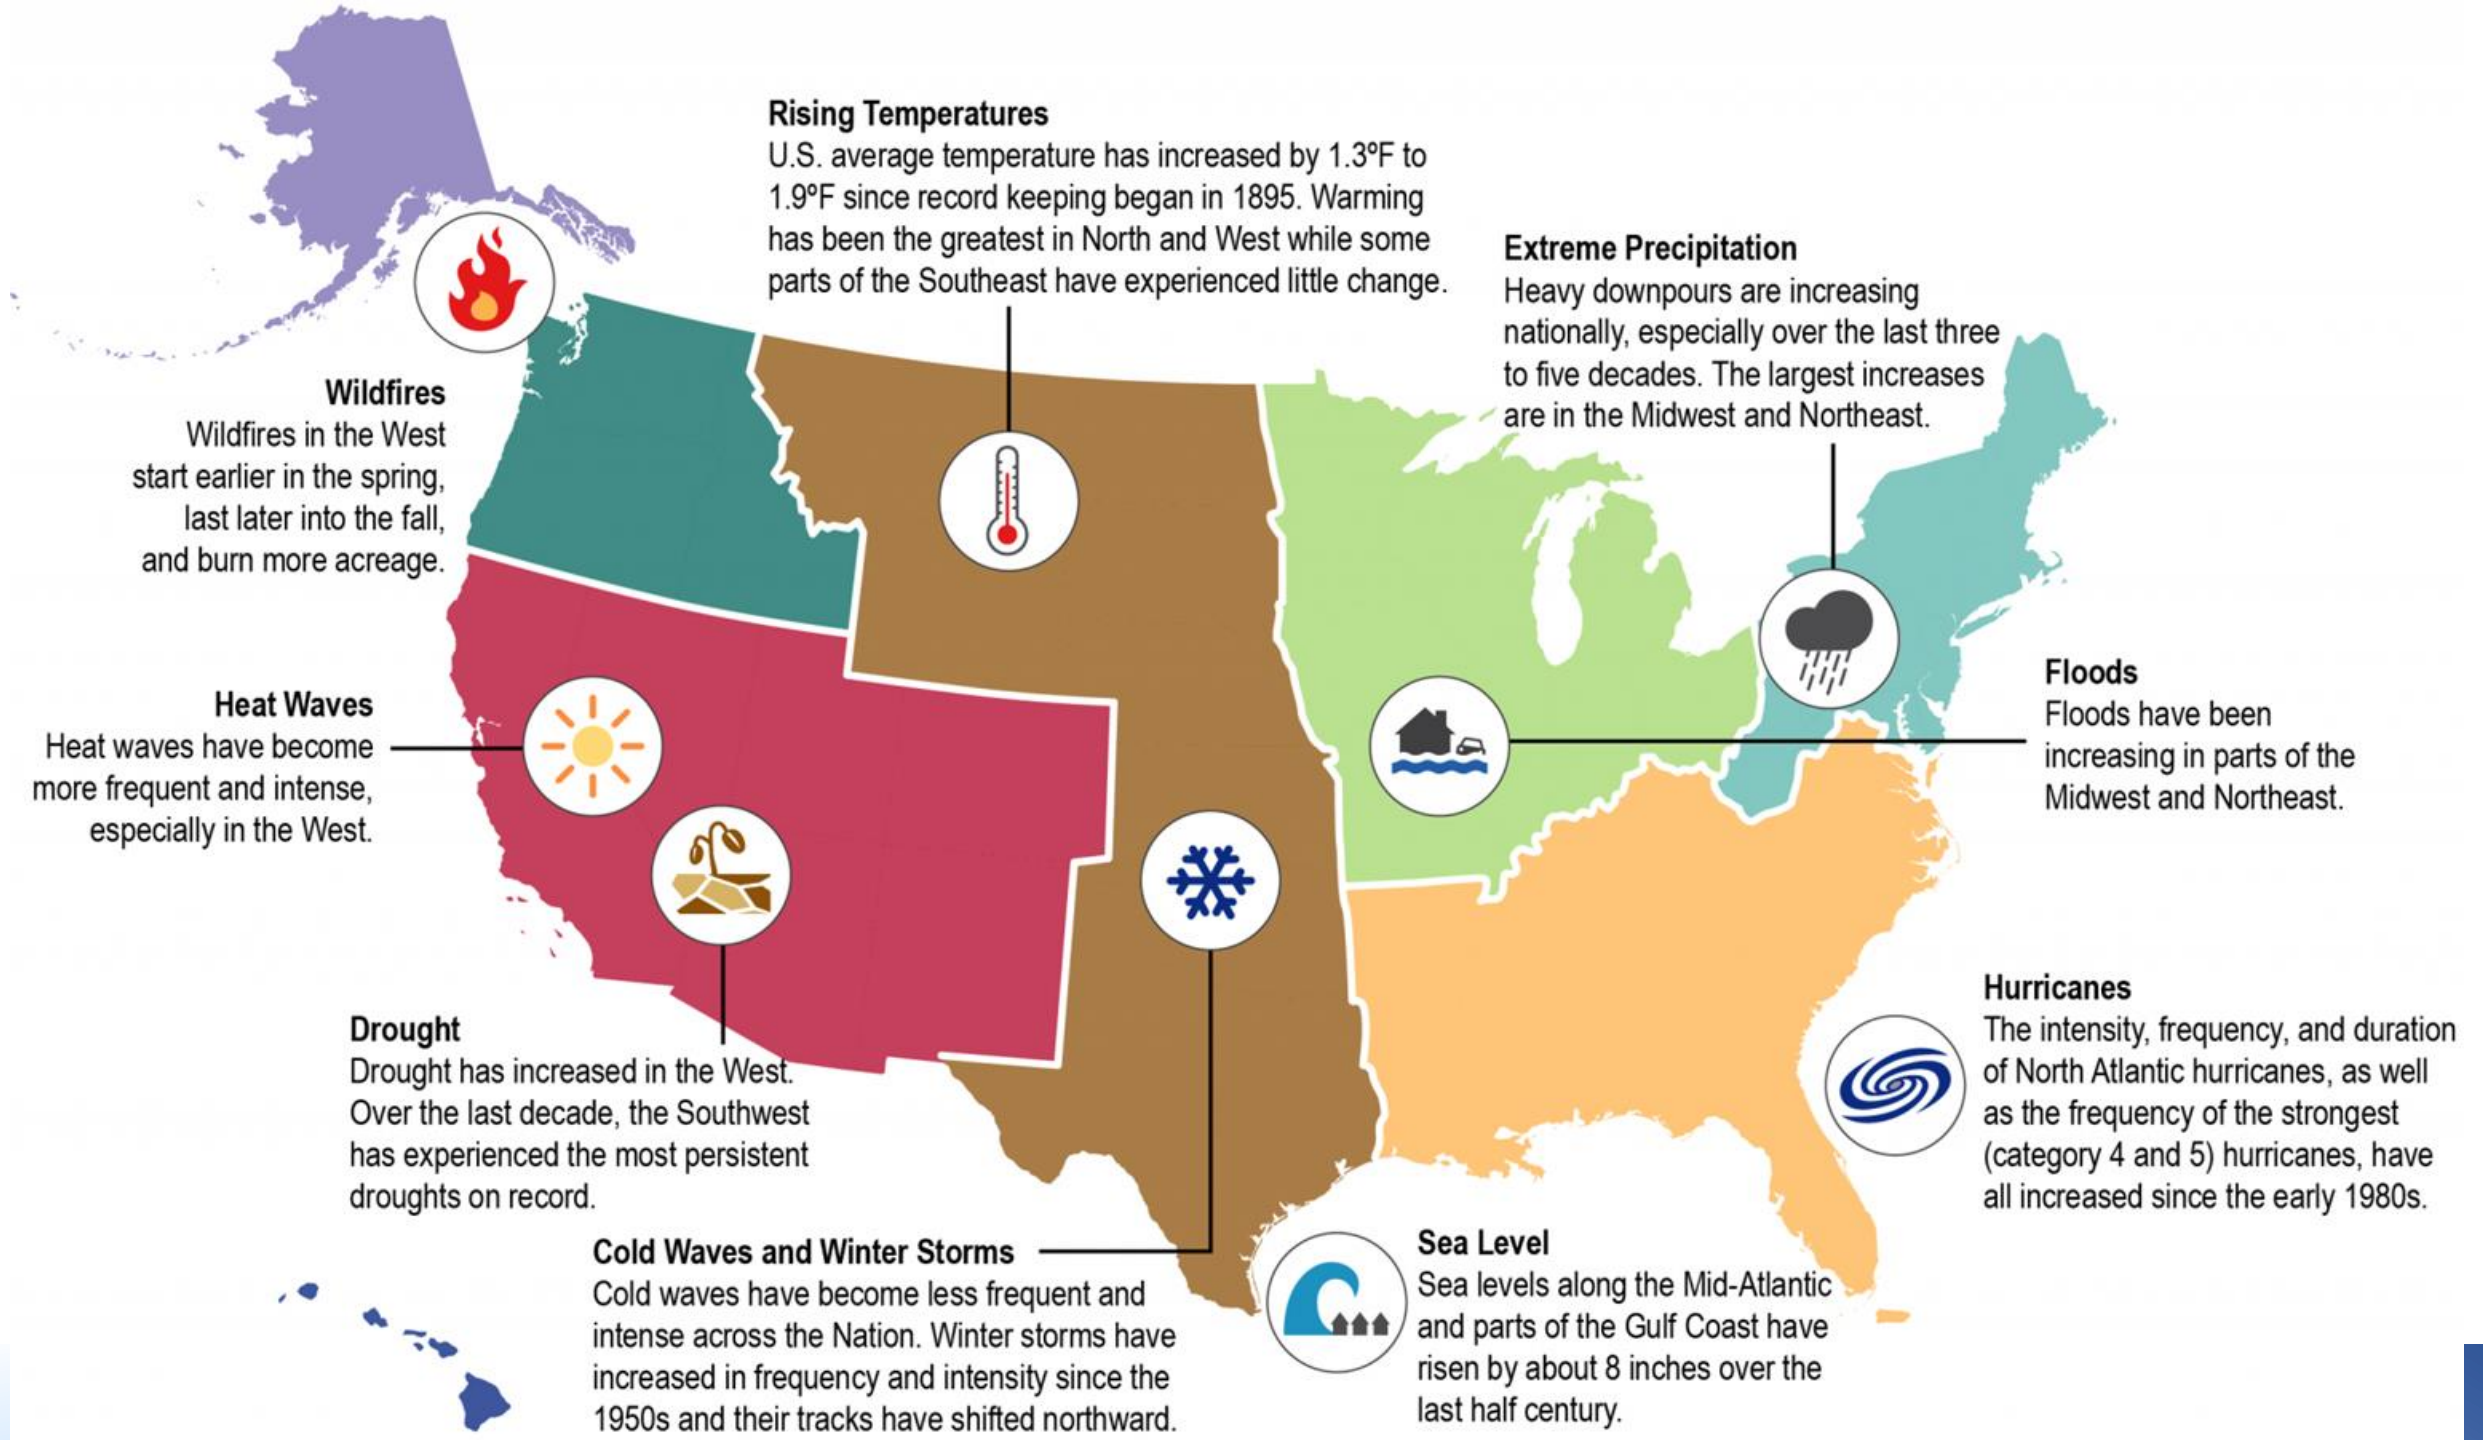 Rising Temperatures
U.S. average temperature has increased by 1.3ºF to
1.9ºF since record keeping began in 1895. Warming
has been the greatest in North and West while some
parts of the Southeast have experienced little change.
Extreme Precipitation
Heavy downpours are increasing
nationally, especially over the last three
to five decades. The largest increases
are in the Midwest and Northeast.
Wildfires
Wildfires in the West
start earlier in the spring,
last later into the fall,
and burn more acreage.
Heat Waves
Heat waves have become
more frequent and intense,
especially in the West.
Floods
Floods have been
increasing in parts of the
Midwest and Northeast.
Drought
Drought has increased in the West.
Over the last decade, the Southwest
has experienced the most persistent
droughts on record.
Hurricanes
The intensity, frequency, and duration
of North Atlantic hurricanes, as well
as the frequency of the strongest
(category 4 and 5) hurricanes, have
all increased since the early 1980s.
Cold Waves and Winter Storms
Cold waves have become less frequent and
intense across the Nation. Winter storms have
increased in frequency and intensity since the
1950s and their tracks have shifted northward.
Sea Level
Sea levels along the Mid-Atlantic
and parts of the Gulf Coast have
risen by about 8 inches over the
last half century.